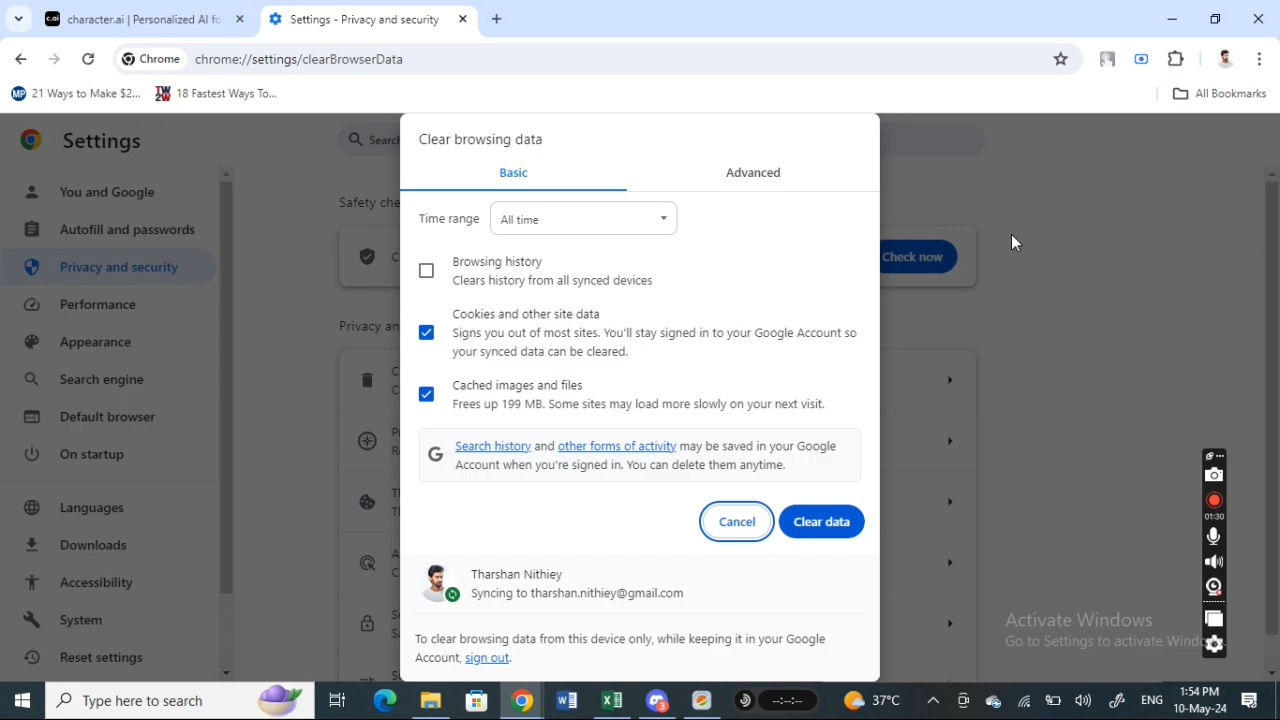 c.ai character.ai | Personalized AI fo
Settings - Privacy and security
Chrome chrome://settings/clearBrowserData
MP 21 Ways to Make $2...
18 Fastest Ways To...
All Bookmarks
Settings
Search
You and Google
Autofill and passwords
Privacy and security
Performance
Appearance
Search engine
Default browser
On startup
Languages
Downloads
Accessibility
System
Reset settings
Safety che
Check now
Privacy an
Clear browsing data
Basic
Advanced
Time range
All time
Browsing history
Clears history from all synced devices
Cookies and other site data
Signs you out of most sites. You'll stay signed in to your Google Account so
your synced data can be cleared.
Cached images and files
Frees up 199 MB. Some sites may load more slowly on your next visit.
Search history and other forms of activity may be saved in your Google
Account when you're signed in. You can delete them anytime.
Cancel
Clear data
Tharshan Nithiey
Syncing to tharshan.nithiey@gmail.com
To clear browsing data from this device only, while keeping it in your Google
Account, sign out.
01:30
Activate Windows
Go to Settings to activate Windo
Type here to search
--:--:--
37°C
ENG
1:54 PM
10-May-24